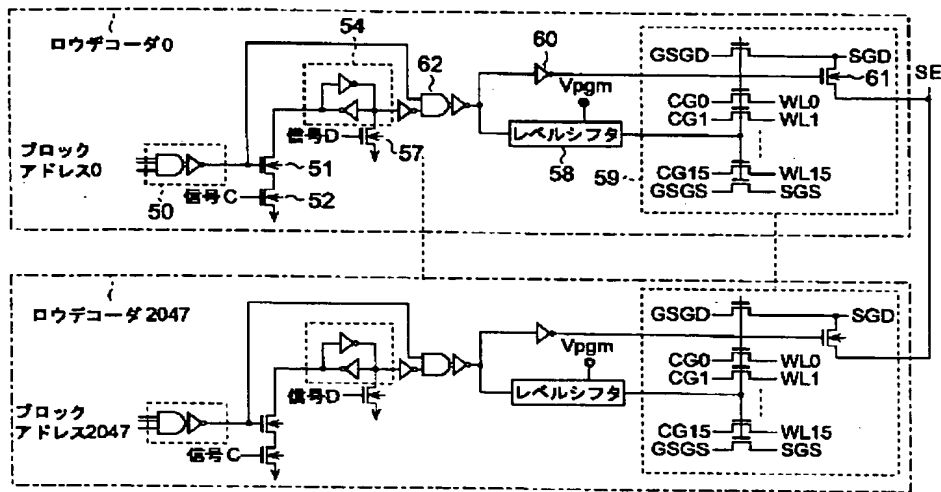 ロウデコーダ0
54
62
60
GSGD
SGD
SE
61
Vpgm
CG0
WL0
CG1
WL1
信号D
57
レベルシフタ
58
59
ブロック
アドレス0
51
50
信号C
52
CG15
WL15
GSGS
SGS
ロウデコーダ2047
GSGD
SGD
Vpgm
CG0
WL0
CG1
WL1
信号D
レベルシフタ
ブロック
アドレス2047
信号C
CG15
WL15
GSGS
SGS